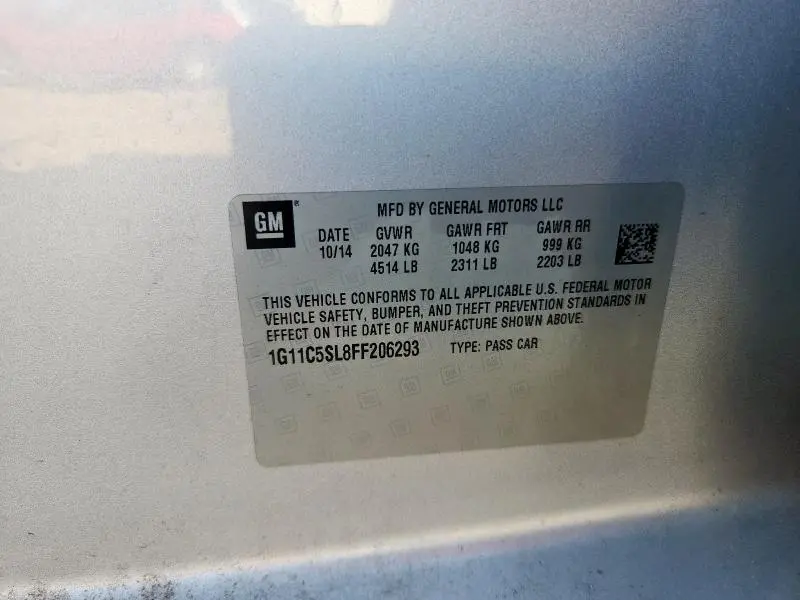 GM ® MFD BY GENERAL MOTORS LLC
DATE GVWR GAWR FRT GAWR RR
10/14 2047 KG 1048 KG 999 KG
4514 LB 2311 LB 2203 LB
THIS VEHICLE CONFORMS TO ALL APPLICABLE U.S. FEDERAL MOTOR
VEHICLE SAFETY, BUMPER, AND THEFT PREVENTION STANDARDS IN
EFFECT ON THE DATE OF MANUFACTURE SHOWN ABOVE.
1G11C5SL8FF206293 TYPE: PASS CAR